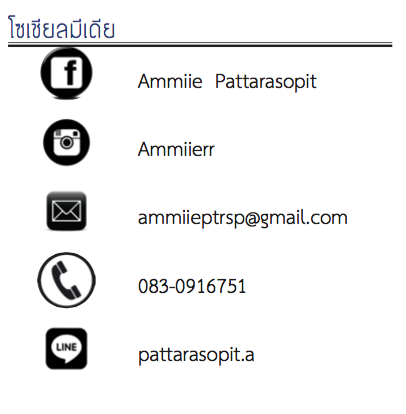 โซเชียลมีเดีย
f Ammiie Pattarasopit
Ammiierr
ammiieptrsp@gmail.com
083-0916751
LINE pattarasopit.a